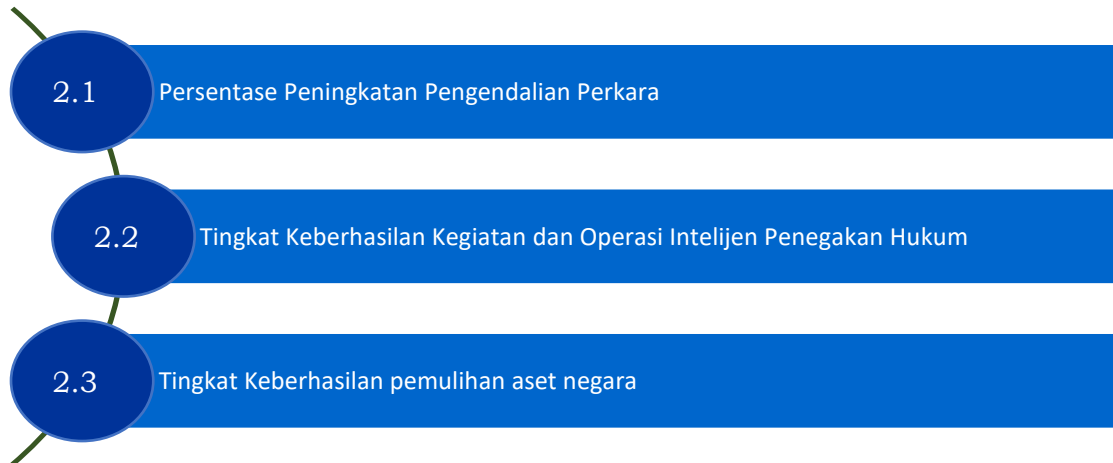 2.1 Persentase Peningkatan Pengendalian Perkara
2.2 Tingkat Keberhasilan Kegiatan dan Operasi Intelijen Penegakan Hukum
2.3 Tingkat Keberhasilan pemulihan aset negara